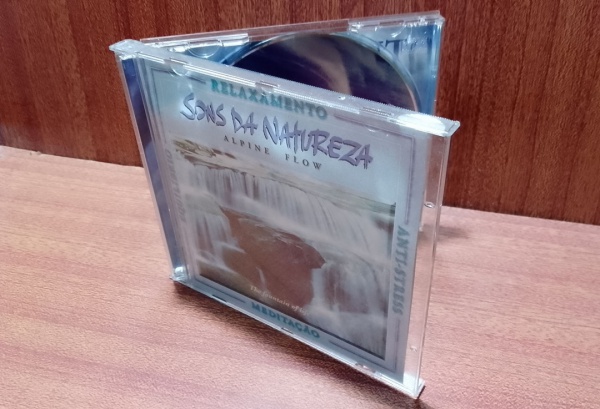 RELAXAMENTO
SONS DA NATUREZA
ALPINE FLOW
ANTI-STRESS
MEDITAÇÃO